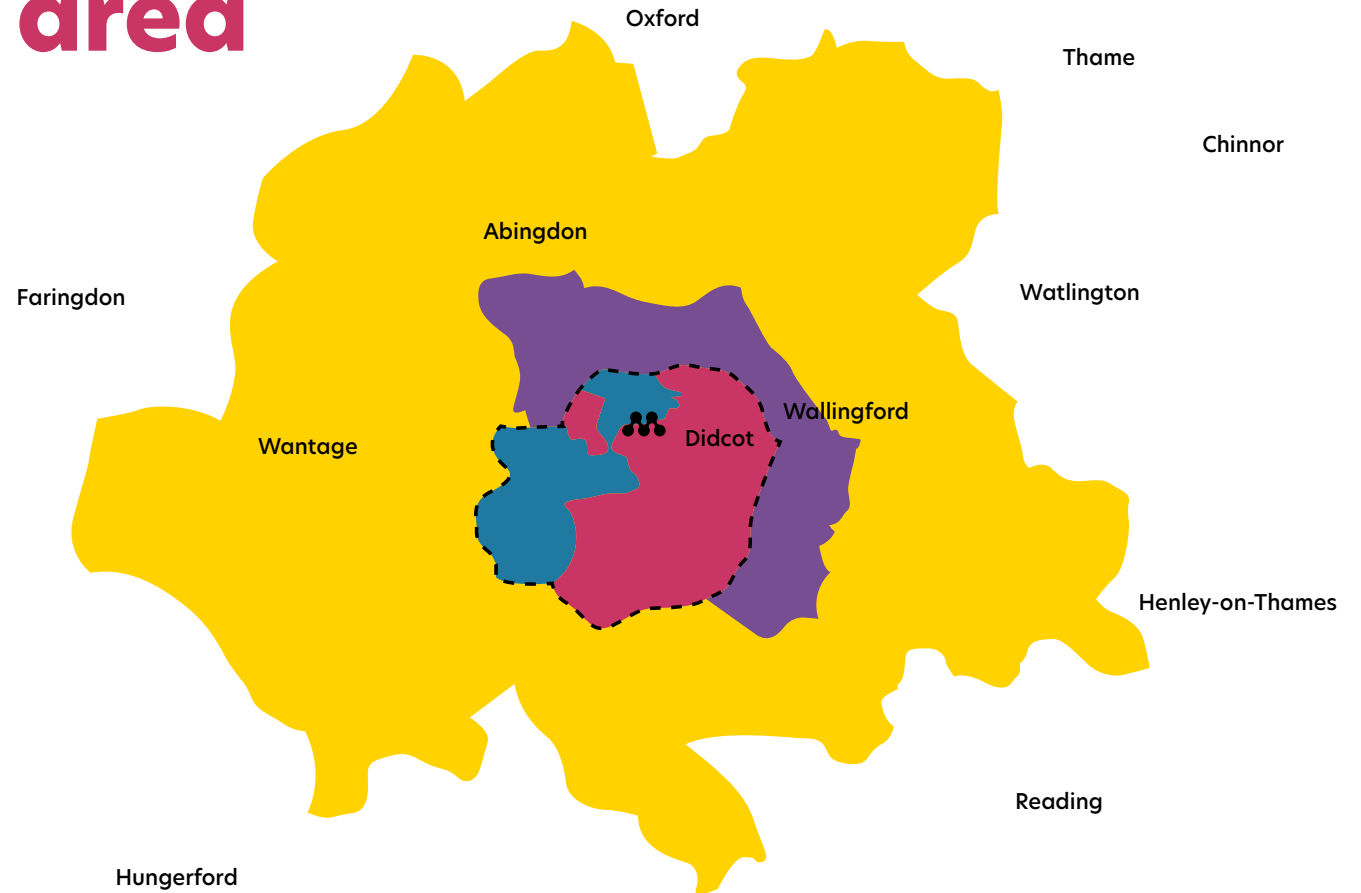 area
Oxford
Thame
Chinnor
Abingdon
Watlington
Faringdon
Wallingford
Didcot
Wantage
Henley-on-Thames
Reading
Hungerford